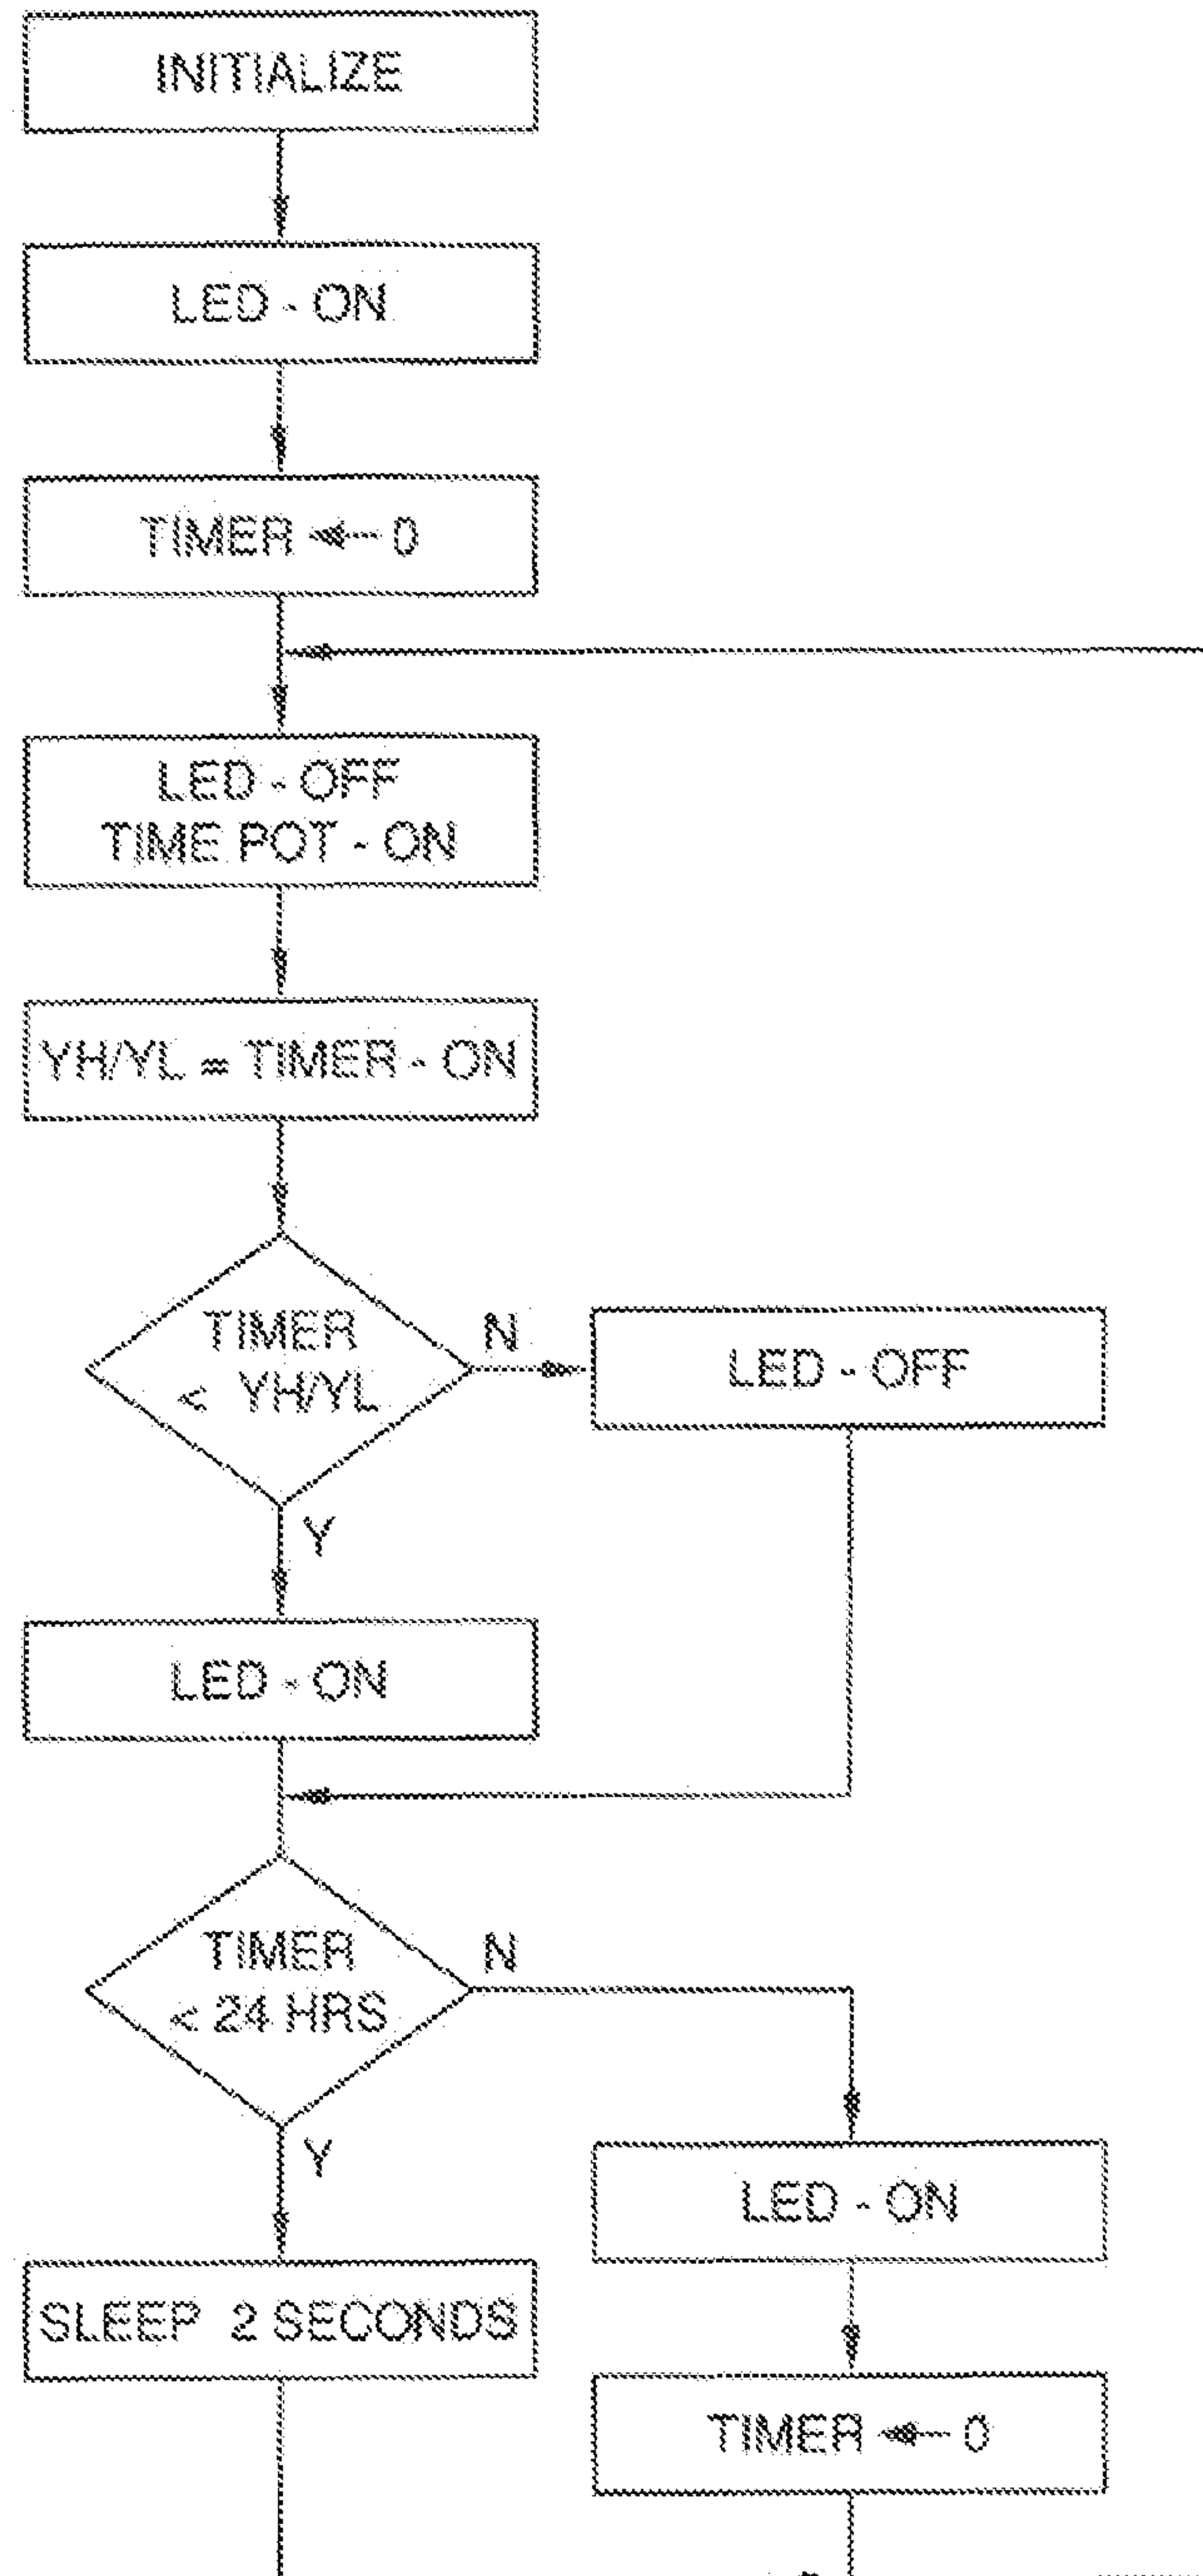 INITIALIZE
LED - ON
TIMER ← 0
LED - OFF
TIME POT - ON
YH/YL = TIMER - ON
TIMER
< YH/YL
N
LED - OFF
Y
LED - ON
TIMER
< 24 HRS
N
Y
LED - ON
SLEEP 2 SECONDS
TIMER ← 0